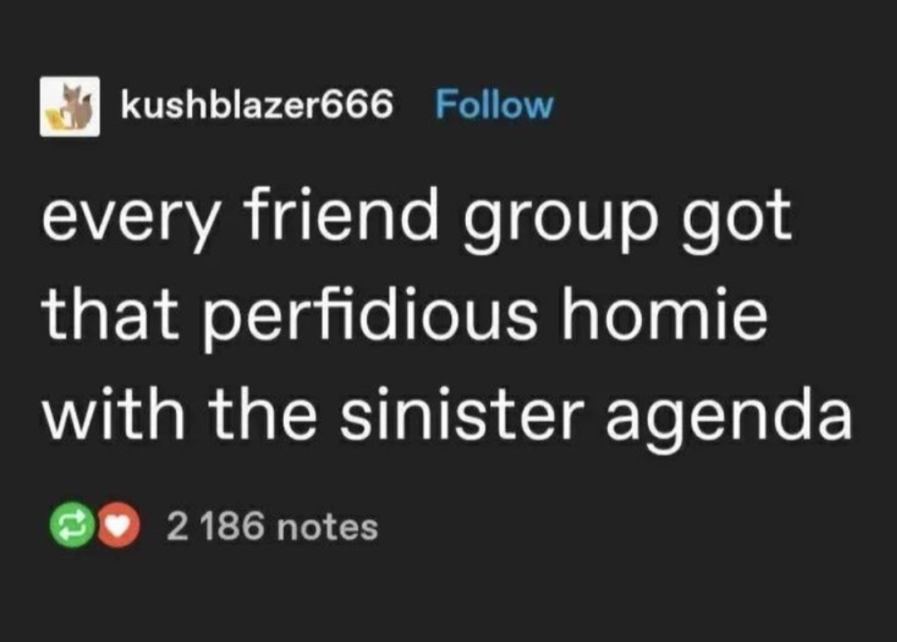 kushblazer666 Follow
every friend group got
that perfidious homie
with the sinister agenda
2 186 notes